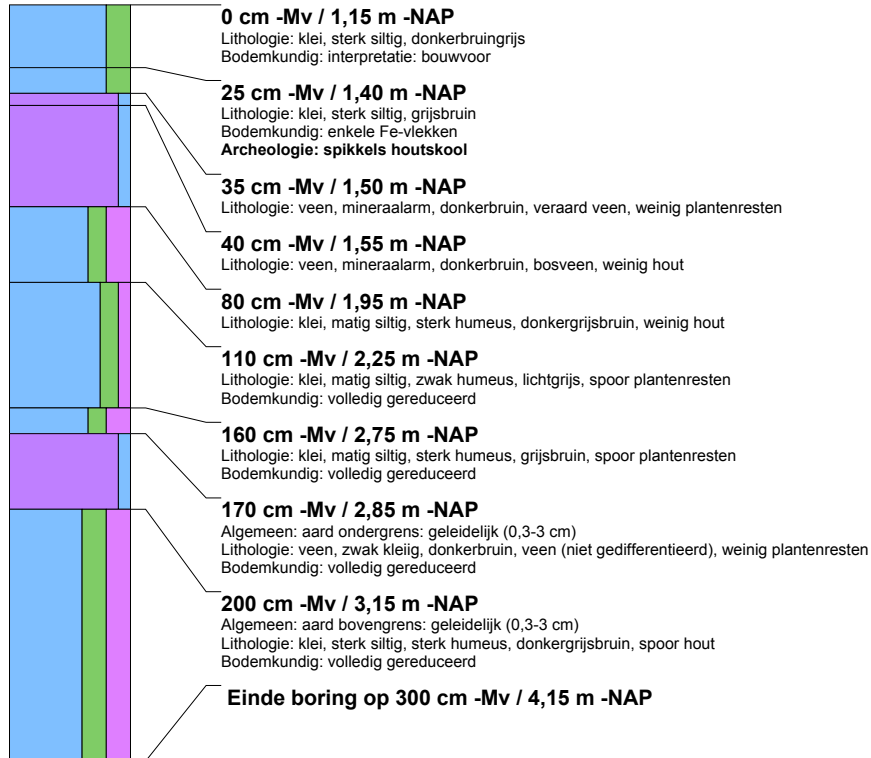 0 cm -Mv / 1,15 m -NAP
Lithologie: klei, sterk siltig, donkerbruingrijs
Bodemkundig: interpretatie: bouwvoor
25 cm -Mv / 1,40 m -NAP
Lithologie: klei, sterk siltig, grijsbruin
Bodemkundig: enkele Fe-vlekken
Archeologie: spikkels houtskool
35 cm -Mv / 1,50 m -NAP
Lithologie: veen, mineraalarm, donkerbruin, veraard veen, weinig plantenresten
40 cm -Mv / 1,55 m -NAP
Lithologie: veen, mineraalarm, donkerbruin, bosveen, weinig hout
80 cm -Mv / 1,95 m -NAP
Lithologie: klei, matig siltig, sterk humeus, donkergrijsbruin, weinig hout
110 cm -Mv / 2,25 m -NAP
Lithologie: klei, matig siltig, zwak humeus, lichtgrijs, spoor plantenresten
Bodemkundig: volledig gereduceerd
160 cm -Mv / 2,75 m -NAP
Lithologie: klei, matig siltig, sterk humeus, grijsbruin, spoor plantenresten
Bodemkundig: volledig gereduceerd
170 cm -Mv / 2,85 m -NAP
Algemeen: aard ondergrens: geleidelijk (0,3-3 cm)
Lithologie: veen, zwak kleiig, donkerbruin, veen (niet gedifferentieerd), weinig plantenresten
Bodemkundig: volledig gereduceerd
200 cm -Mv / 3,15 m -NAP
Algemeen: aard bovengrens: geleidelijk (0,3-3 cm)
Lithologie: klei, sterk siltig, sterk humeus, donkergrijsbruin, spoor hout
Bodemkundig: volledig gereduceerd
Einde boring op 300 cm -Mv / 4,15 m -NAP